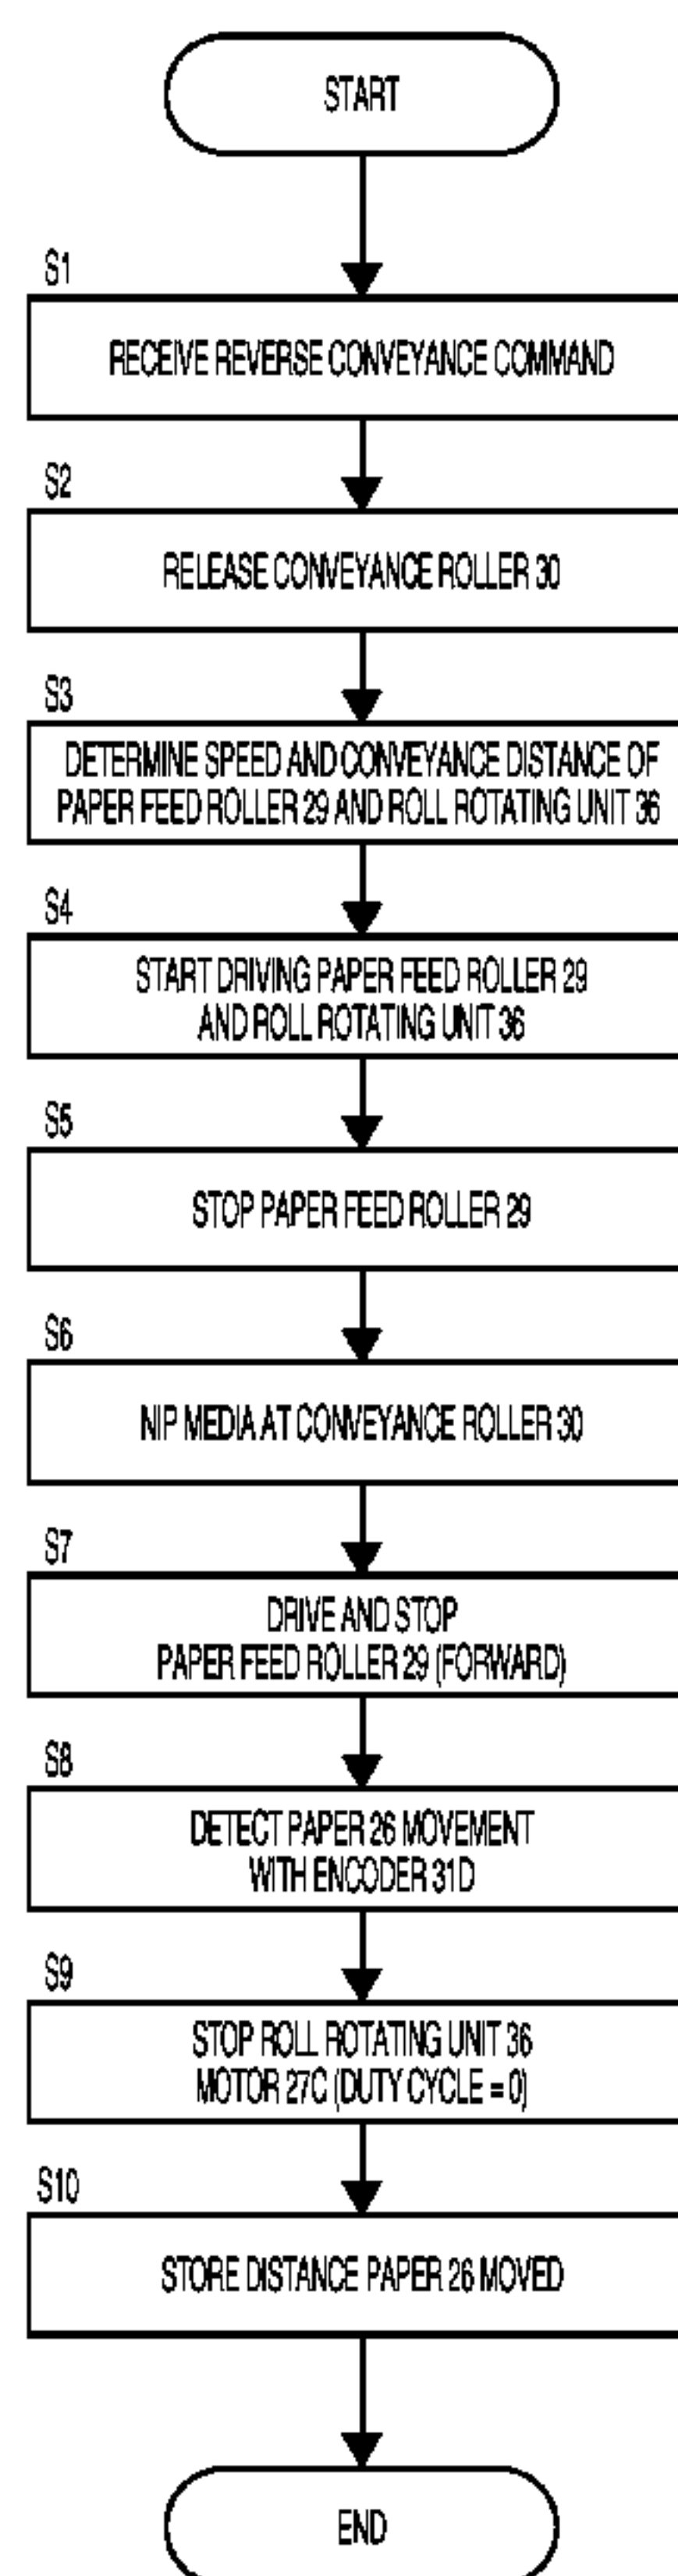 START
S1
RECEIVE REVERSE CONVEYANCE COMMAND
S2
RELEASE CONVEYANCE ROLLER 30
S3
DETERMINE SPEED AND CONVEYANCE DISTANCE OF
PAPER FEED ROLLER 29 AND ROLL ROTATING UNIT 36
S4
START DRIVING PAPER FEED ROLLER 29
AND ROLL ROTATING UNIT 36
S5
STOP PAPER FEED ROLLER 29
S6
NIP MEDIA AT CONVEYANCE ROLLER 30
S7
DRIVE AND STOP
PAPER FEED ROLLER 29 (FORWARD)
S8
DETECT PAPER 26 MOVEMENT
WITH ENCODER 31D
S9
STOP ROLL ROTATING UNIT 36
MOTOR 27C (DUTY CYCLE = 0)
S10
STORE DISTANCE PAPER 26 MOVED
END